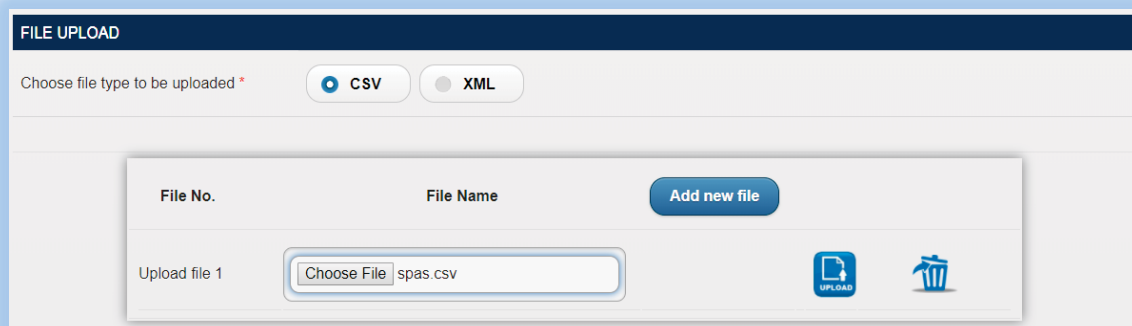 FILE UPLOAD
Choose file type to be uploaded * CSV XML
File No. File Name Add new file
Upload file 1 Choose File spas.csv UPLOAD